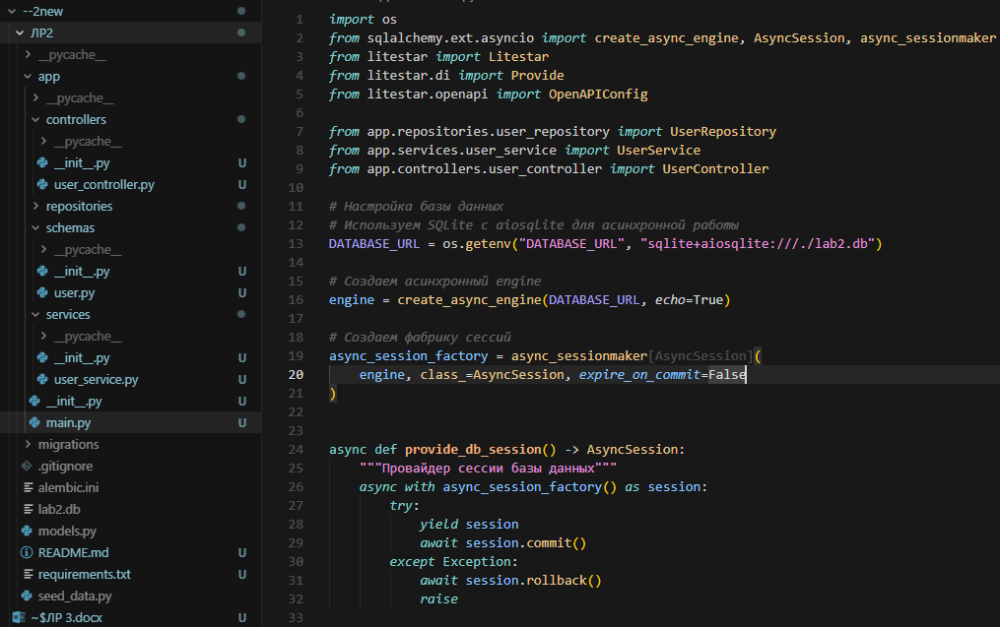 --2new
ЛР2
__pycache__
app
__pycache__
controllers
__pycache__
__init__.py U
user_controller.py U
repositories
schemas
__pycache__
__init__.py U
user.py U
services
__pycache__
__init__.py U
user_service.py U
__init__.py U
main.py U
migrations
.gitignore
alembic.ini
lab2.db
models.py
README.md U
requirements.txt U
seed_data.py
~$ЛР 3.docx U
1 import os
2 from sqlalchemy.ext.asyncio import create_async_engine, AsyncSession, async_sessionmaker
3 from litestar import Litestar
4 from litestar.di import Provide
5 from litestar.openapi import OpenAPIConfig
6
7 from app.repositories.user_repository import UserRepository
8 from app.services.user_service import UserService
9 from app.controllers.user_controller import UserController
10
11 # Настройка базы данных
12 # Используем SQLite с aiosqlite для асинхронной работы
13 DATABASE_URL = os.getenv("DATABASE_URL", "sqlite+aiosqlite:///./lab2.db")
14
15 # Создаем асинхронный engine
16 engine = create_async_engine(DATABASE_URL, echo=True)
17
18 # Создаем фабрику сессий
19 async_session_factory = async_sessionmaker[AsyncSession](
20 engine, class_=AsyncSession, expire_on_commit=False
21 )
22
23
24 async def provide_db_session() -> AsyncSession:
25 """Провайдер сессии базы данных"""
26 async with async_session_factory() as session:
27 try:
28 yield session
29 await session.commit()
30 except Exception:
31 await session.rollback()
32 raise
33